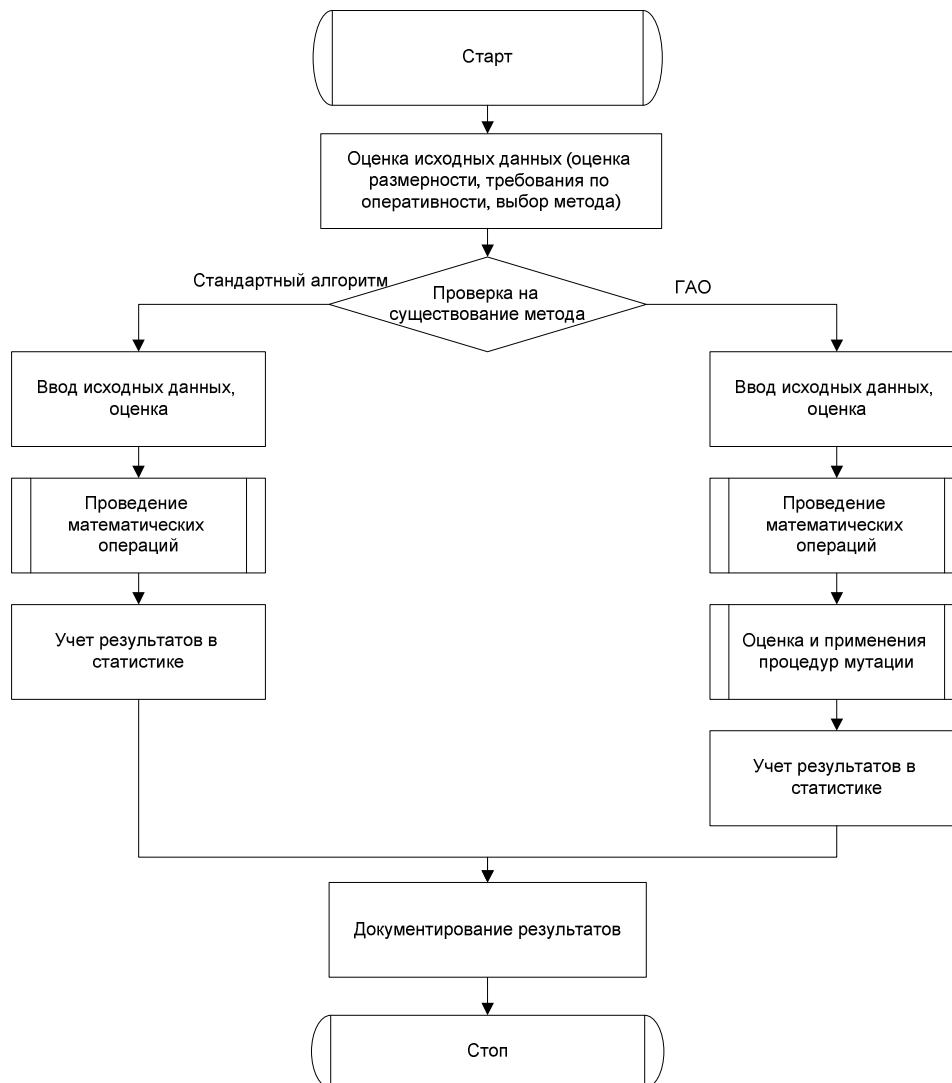 Старт
Оценка исходных данных (оценка
размерности, требования по
оперативности, выбор метода)
Стандартный алгоритм
Проверка на
существование метода
ГАО
Ввод исходных данных,
оценка
Ввод исходных данных,
оценка
Проведение
математических
операций
Проведение
математических
операций
Учет результатов в
статистике
Оценка и применения
процедур мутации
Учет результатов в
статистике
Документирование результатов
Стоп